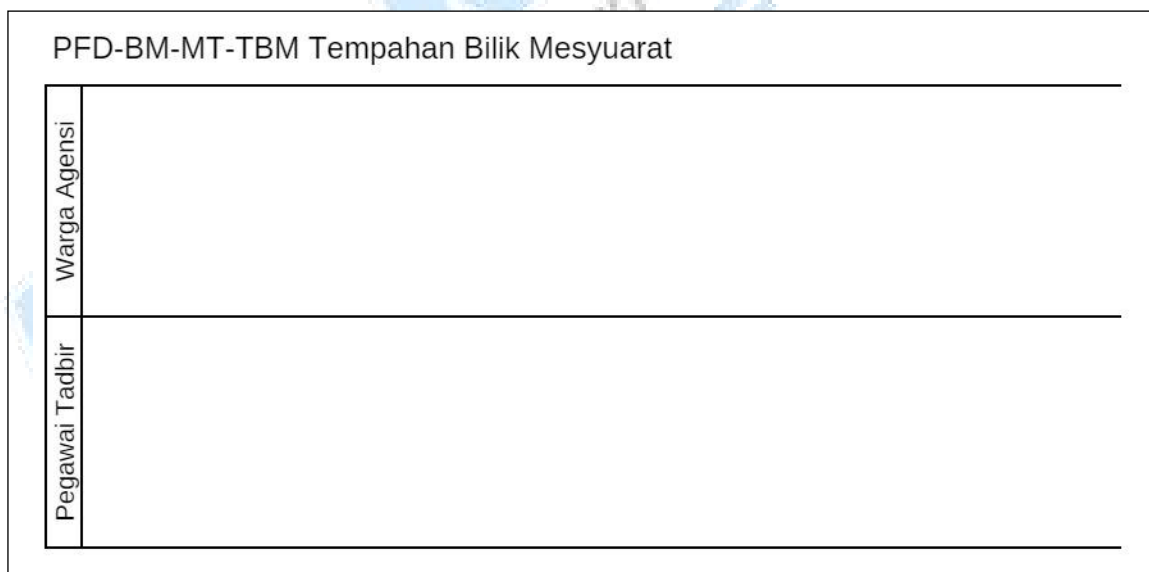 PFD-BM-MT-TBM Tempahan Bilik Mesyuarat
Warga Agensi
Pegawai Tadbir